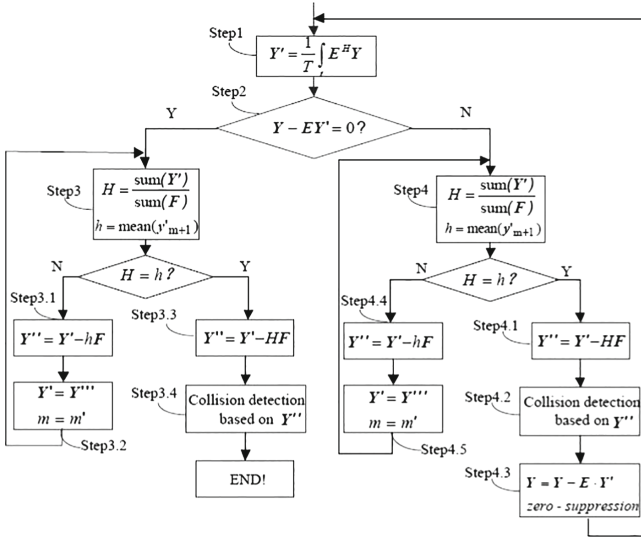 Step1
Y' = 1/T ∫_t E^H Y
Step2
Y
Y – EY' = 0?
N
Step3
H = sum(Y')/sum(F)
h = mean(y'_{m+1})
Step4
H = sum(Y')/sum(F)
h = mean(y'_{m+1})
N
H = h?
Y
N
H = h?
Y
Step3.1
Y'' = Y'–hF
Step3.3
Y'' = Y'–HF
Step4.4
Y'' = Y'–hF
Step4.1
Y'' = Y'–HF
Y' = Y'''
m = m'
Step3.2
Step3.4
Collision detection
based on Y''
Y' = Y'''
m = m'
Step4.5
Step4.2
Collision detection
based on Y''
END!
Step4.3
Y = Y – E · Y'
zero - suppression